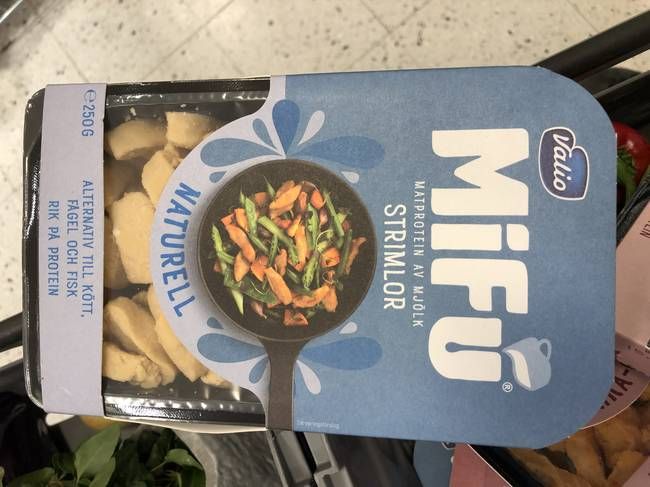 Valio
MiFU®
MATPROTEIN AV MJÖLK
STRIMLOR
NATURELL
℮250G
ALTERNATIV TILL KÖTT,
FÅGEL OCH FISK
RIK PÅ PROTEIN